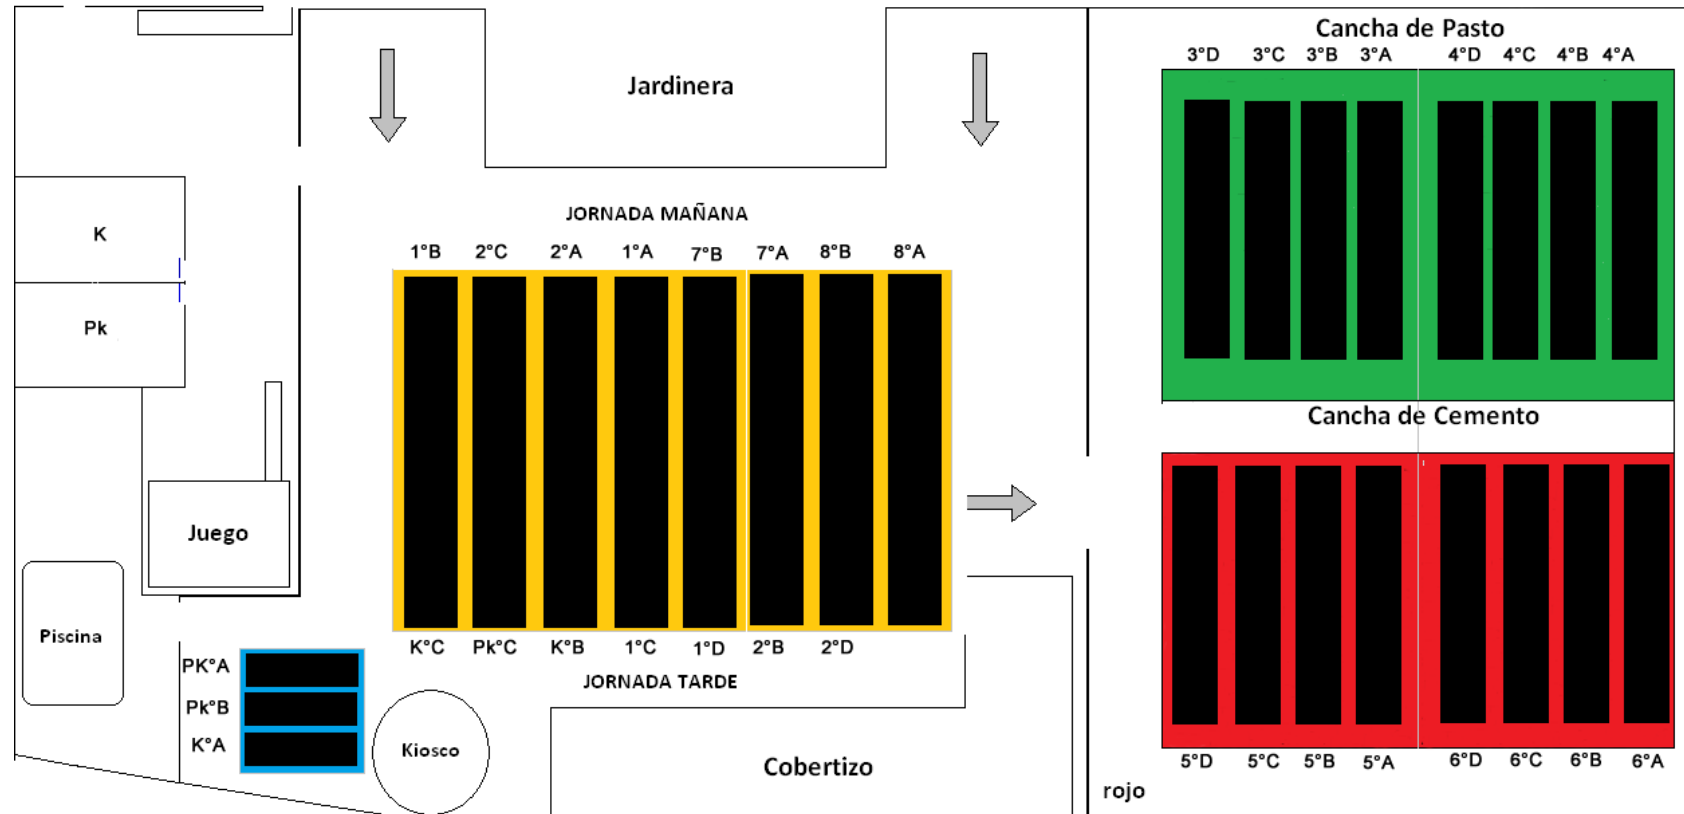 Cancha de Pasto
3°D 3°C 3°B 3°A 4°D 4°C 4°B 4°A
Jardinera
JORNADA MAÑANA
K
1°B 2°C 2°A 1°A 7°B 7°A 8°B 8°A
Pk
Cancha de Cemento
Juego
Piscina
K°C Pk°C K°B 1°C 1°D 2°B 2°D
JORNADA TARDE
PK°A
Pk°B
K°A
Kiosco
Cobertizo
5°D 5°C 5°B 5°A 6°D 6°C 6°B 6°A
rojo